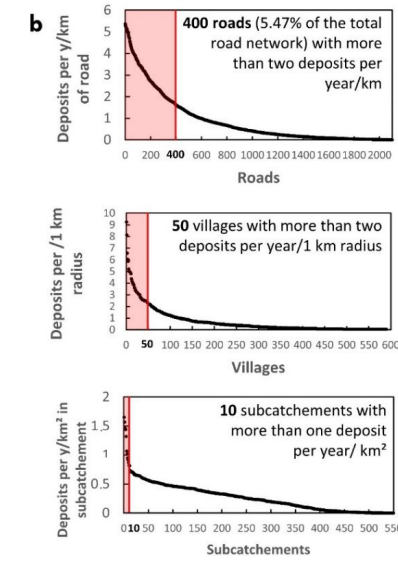 b
Deposits per y/km
of road
6
5
4
3
2
1
0
400 roads (5.47% of the total
road network) with more
than two deposits per
year/km
0 200 400 600 800 1000 1200 1400 1600 1800 2000
Roads
Deposits per /1 km
radius
10
9
8
7
6
5
4
3
2
1
0
50 villages with more than two
deposits per year/1 km radius
0 50 100 150 200 250 300 350 400 450 500 550 600
Villages
Deposits per y/km² in
subcatchement
2
1,5
1
0.5
0
10 subcatchements with
more than one deposit
per year/ km²
0 10 50 100 150 200 250 300 350 400 450 500 550
Subcatchements